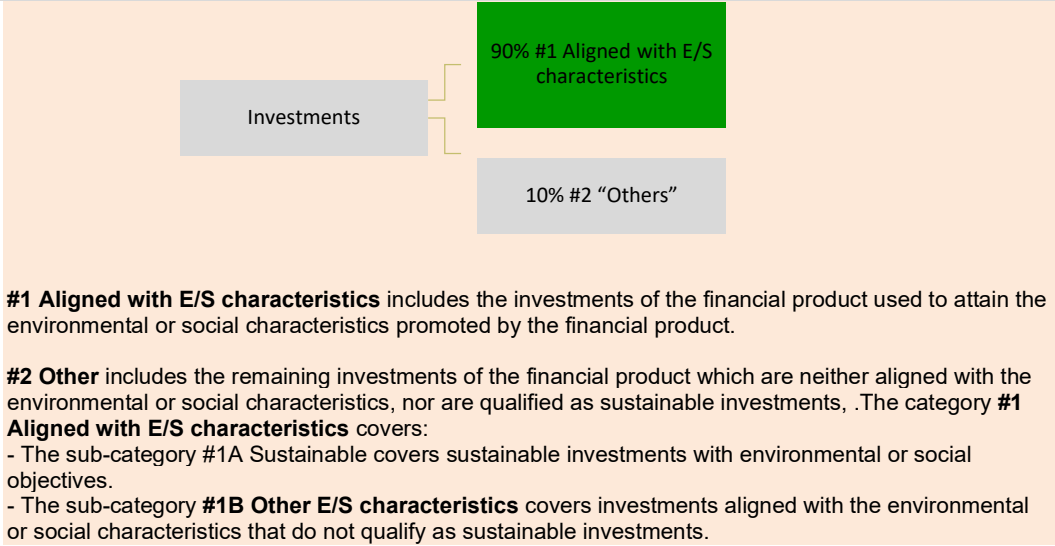 90% #1 Aligned with E/S
characteristics
Investments
10% #2 “Others”
#1 Aligned with E/S characteristics includes the investments of the financial product used to attain the
environmental or social characteristics promoted by the financial product.
#2 Other includes the remaining investments of the financial product which are neither aligned with the
environmental or social characteristics, nor are qualified as sustainable investments, .The category #1
Aligned with E/S characteristics covers:
- The sub-category #1A Sustainable covers sustainable investments with environmental or social
objectives.
- The sub-category #1B Other E/S characteristics covers investments aligned with the environmental
or social characteristics that do not qualify as sustainable investments.